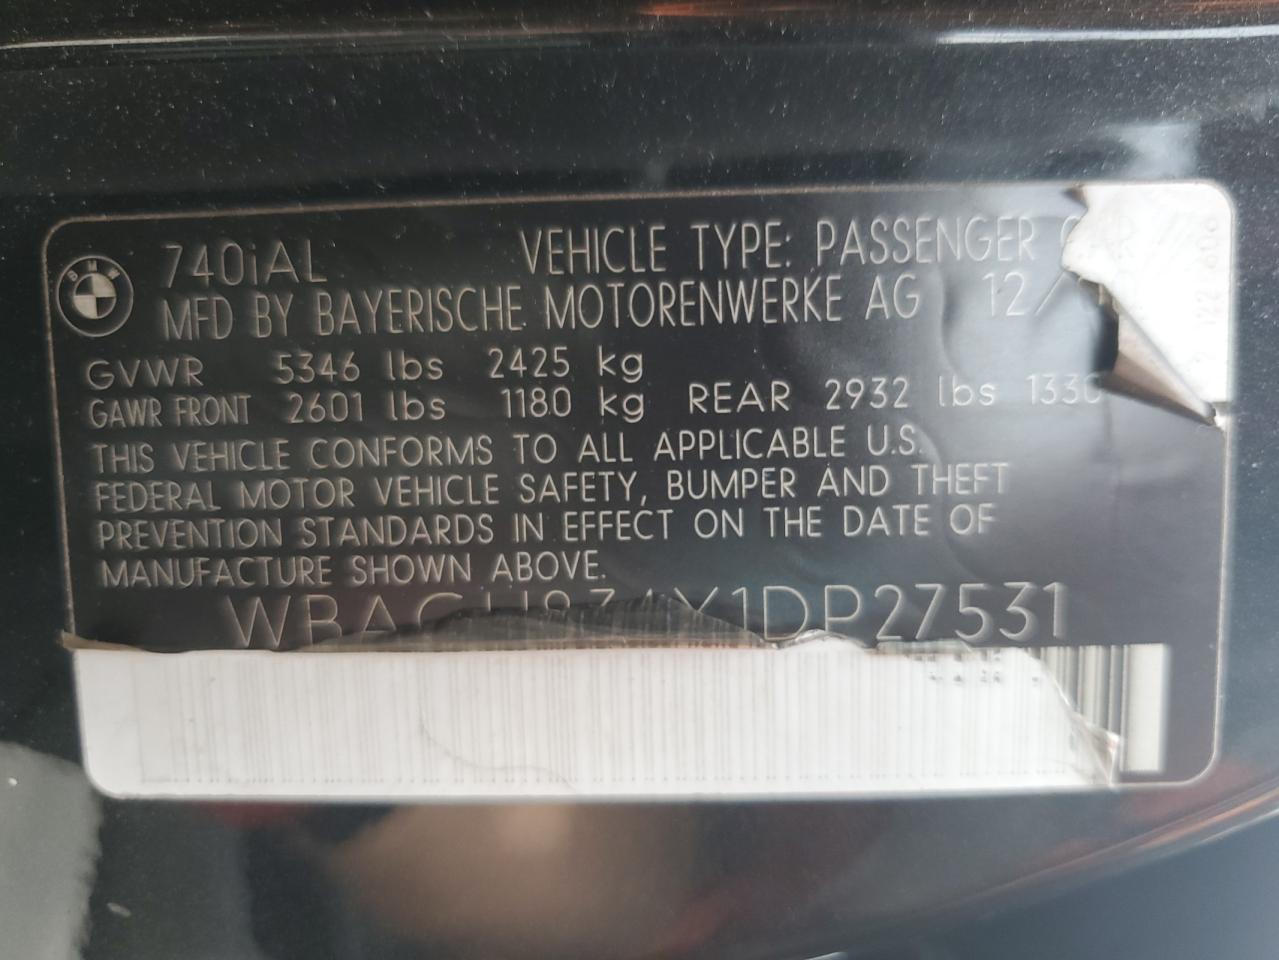 BMW
740iAL VEHICLE TYPE: PASSENGER
MFD BY BAYERISCHE MOTORENWERKE AG 12/
GVWR 5346 lbs 2425 kg
GAWR FRONT 2601 lbs 1180 kg REAR 2932 lbs 1330
THIS VEHICLE CONFORMS TO ALL APPLICABLE U.S.
FEDERAL MOTOR VEHICLE SAFETY, BUMPER AND THEFT
PREVENTION STANDARDS IN EFFECT ON THE DATE OF
MANUFACTURE SHOWN ABOVE.